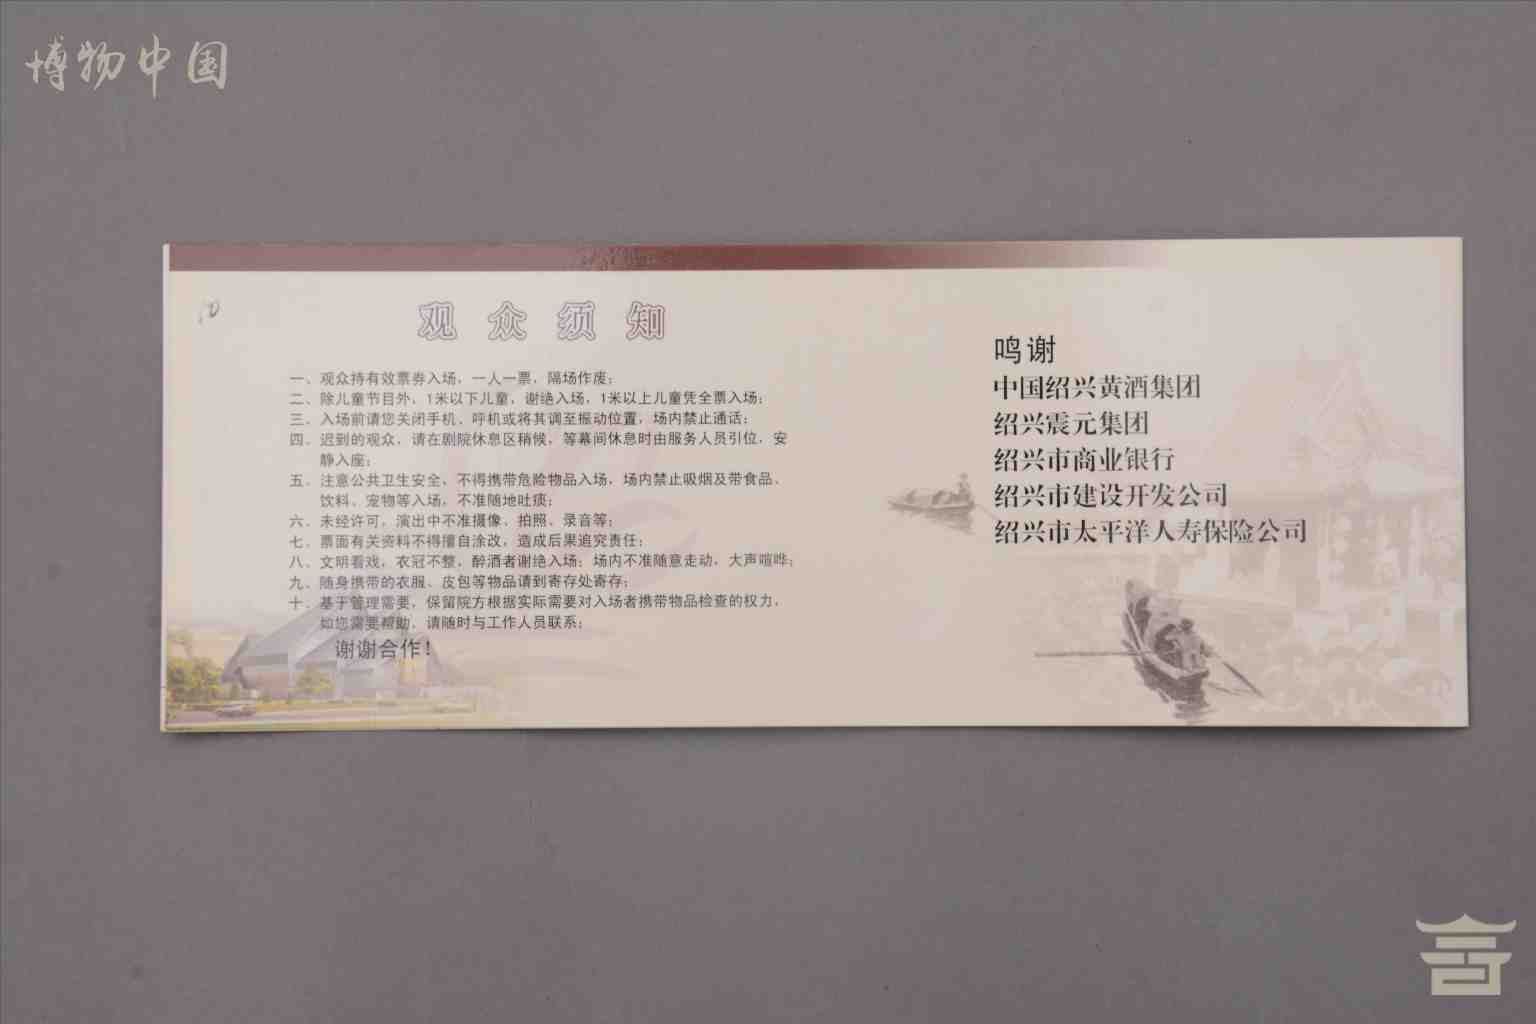 博物中国
观众须知
一、观众持有效票券入场，一人一票，隔场作废；
二、除儿童节目外，1米以下儿童，谢绝入场，1米以上儿童凭全票入场；
三、入场前请您关闭手机、呼机或将其调至振动位置，场内禁止通话；
四、迟到的观众，请在剧院休息区稍候，等幕间休息时由服务人员引位，安
静入座；
五、注意公共卫生安全、不得携带危险物品入场，场内禁止吸烟及带食品、
饮料、宠物等入场，不准随地吐痰；
六、未经许可，演出中不准摄像、拍照、录音等；
七、票面有关资料不得擅自涂改，造成后果追究责任；
八、文明看戏，衣冠不整，醉酒者谢绝入场；场内不准随意走动，大声喧哗；
九、随身携带的衣服、皮包等物品请到寄存处寄存；
十、基于管理需要，保留院方根据实际需要对入场者携带物品检查的权力，
如您需要帮助，请随时与工作人员联系；
谢谢合作！
鸣谢
中国绍兴黄酒集团
绍兴震元集团
绍兴市商业银行
绍兴市建设开发公司
绍兴市太平洋人寿保险公司